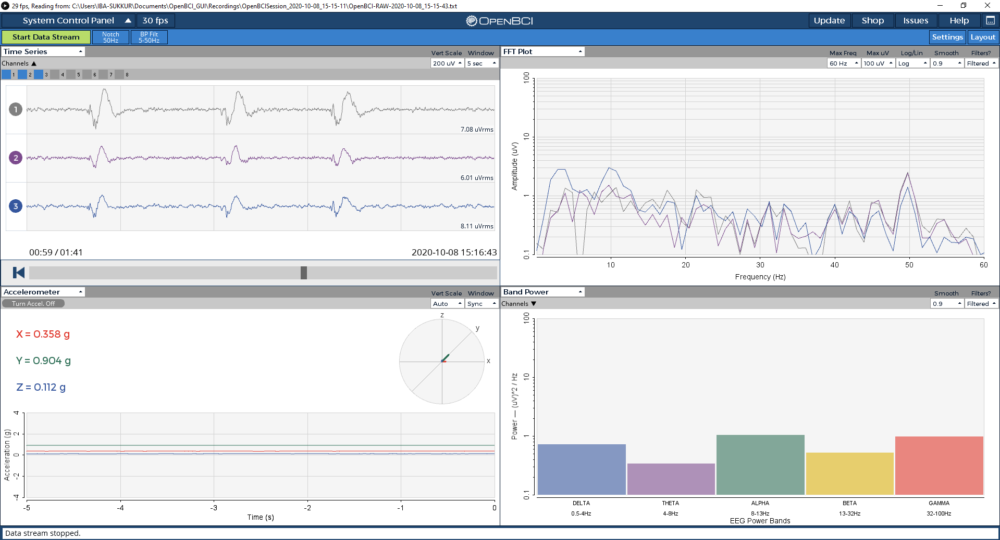 29 fps, Reading from: C:\Users\IBA-SUKKUR\Documents\OpenBCI_GUI\Recordings\OpenBCISession_2020-10-08_15-15-11\OpenBCI-RAW-2020-10-08_15-15-43.txt
System Control Panel 30 fps OPENBCI Update Shop Issues Help
Start Data Stream Notch 50Hz BP Filt 5-50Hz Settings Layout
Time Series
Vert Scale Window
Channels 200 uV 5 sec
1 2 3 4 5 6 7 8
1
7.08 uVrms
2
6.01 uVrms
3
8.11 uVrms
00:59 / 01:41 2020-10-08 15:16:43
FFT Plot
Max Freq Max uV Log/Lin Smooth Filters?
60 Hz 100 uV Log 0.9 Filtered
100
10
1
0.1
Amplitude (uV)
10 20 30 40 50 60
Frequency (Hz)
Accelerometer
Vert Scale Window
Turn Accel. Off Auto Sync
X = 0.358 g
Y = 0.904 g
Z = 0.112 g
z
y
x
4
2
0
-2
-4
Acceleration (g)
-5 -4 -3 -2 -1 0
Time (s)
Band Power
Smooth Filters?
Channels 0.9 Filtered
100
10
1
0.1
Power — (uV)^2 / Hz
DELTA THETA ALPHA BETA GAMMA
0.5-4Hz 4-8Hz 8-13Hz 13-32Hz 32-100Hz
EEG Power Bands
Data stream stopped.